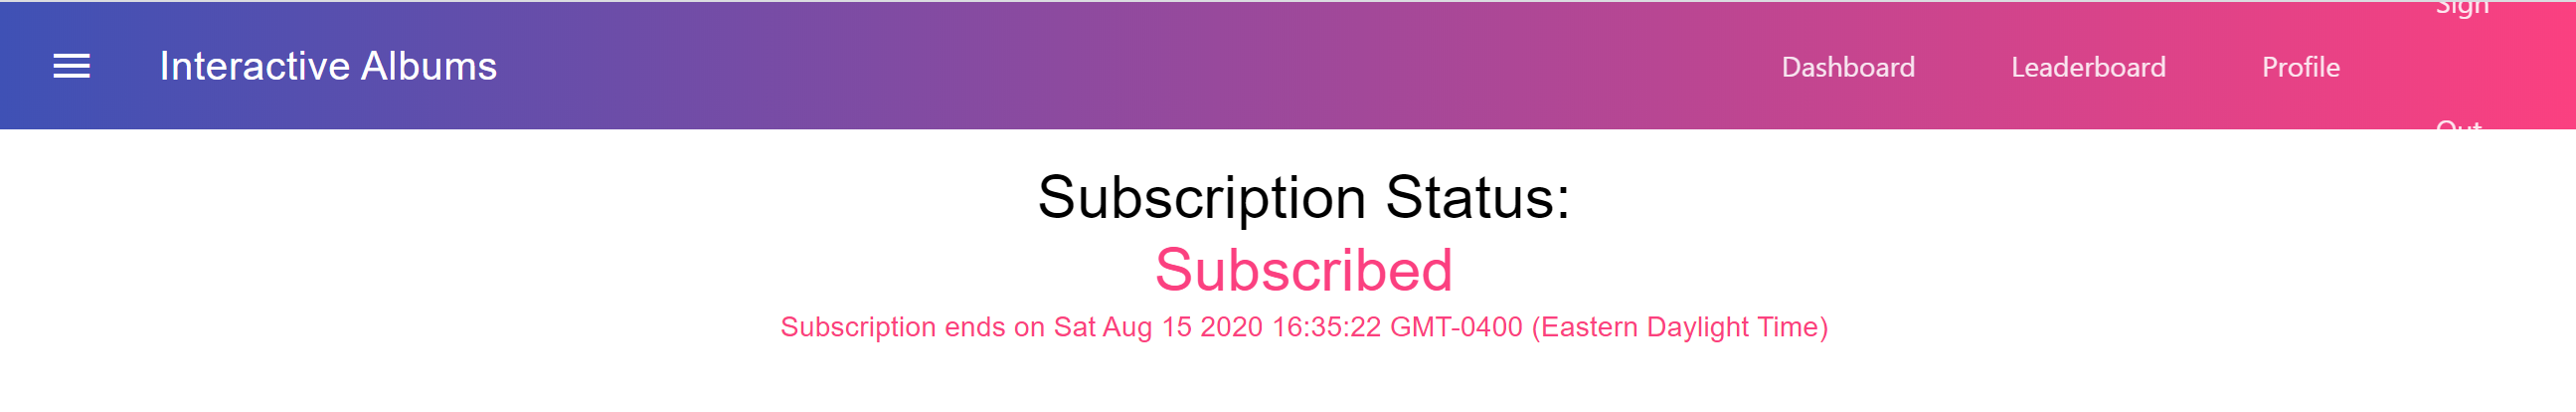 Interactive Albums
Dashboard
Leaderboard
Profile
Sign
Out
Subscription Status:
Subscribed
Subscription ends on Sat Aug 15 2020 16:35:22 GMT-0400 (Eastern Daylight Time)